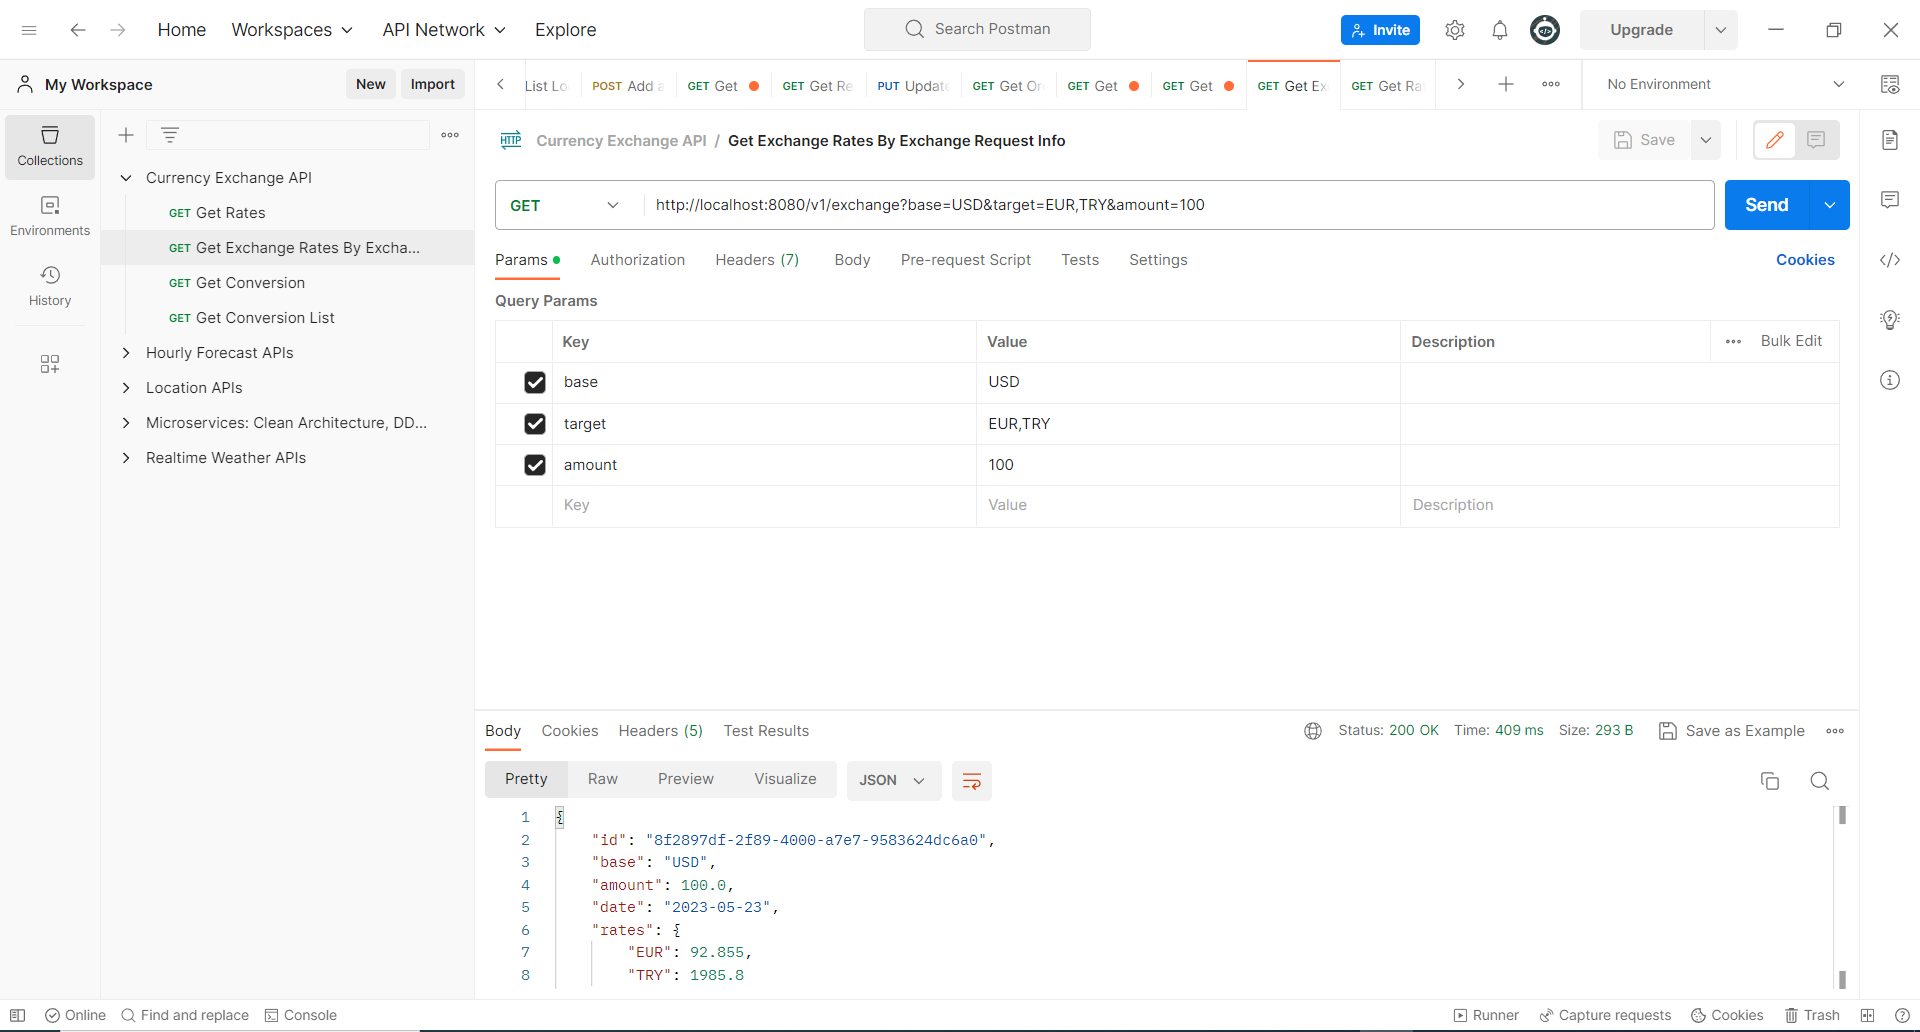 Home Workspaces API Network Explore Search Postman Invite Upgrade
My Workspace New Import
List Lo POST Add a GET Get GET Get Re PUT Update GET Get Or GET Get GET Get GET Get Ex GET Get Ra No Environment
Collections
Environments
History
Currency Exchange API
GET Get Rates
GET Get Exchange Rates By Excha...
GET Get Conversion
GET Get Conversion List
Hourly Forecast APIs
Location APIs
Microservices: Clean Architecture, DD...
Realtime Weather APIs
HTTP Currency Exchange API / Get Exchange Rates By Exchange Request Info Save
GET http://localhost:8080/v1/exchange?base=USD&target=EUR,TRY&amount=100 Send
Params Authorization Headers (7) Body Pre-request Script Tests Settings Cookies
Query Params
Key Value Description Bulk Edit
base USD
target EUR,TRY
amount 100
Key Value Description
Body Cookies Headers (5) Test Results Status: 200 OK Time: 409 ms Size: 293 B Save as Example
Pretty Raw Preview Visualize JSON
1 {
2 "id": "8f2897df-2f89-4000-a7e7-9583624dc6a0",
3 "base": "USD",
4 "amount": 100.0,
5 "date": "2023-05-23",
6 "rates": {
7 "EUR": 92.855,
8 "TRY": 1985.8
Online Find and replace Console Runner Capture requests Cookies Trash